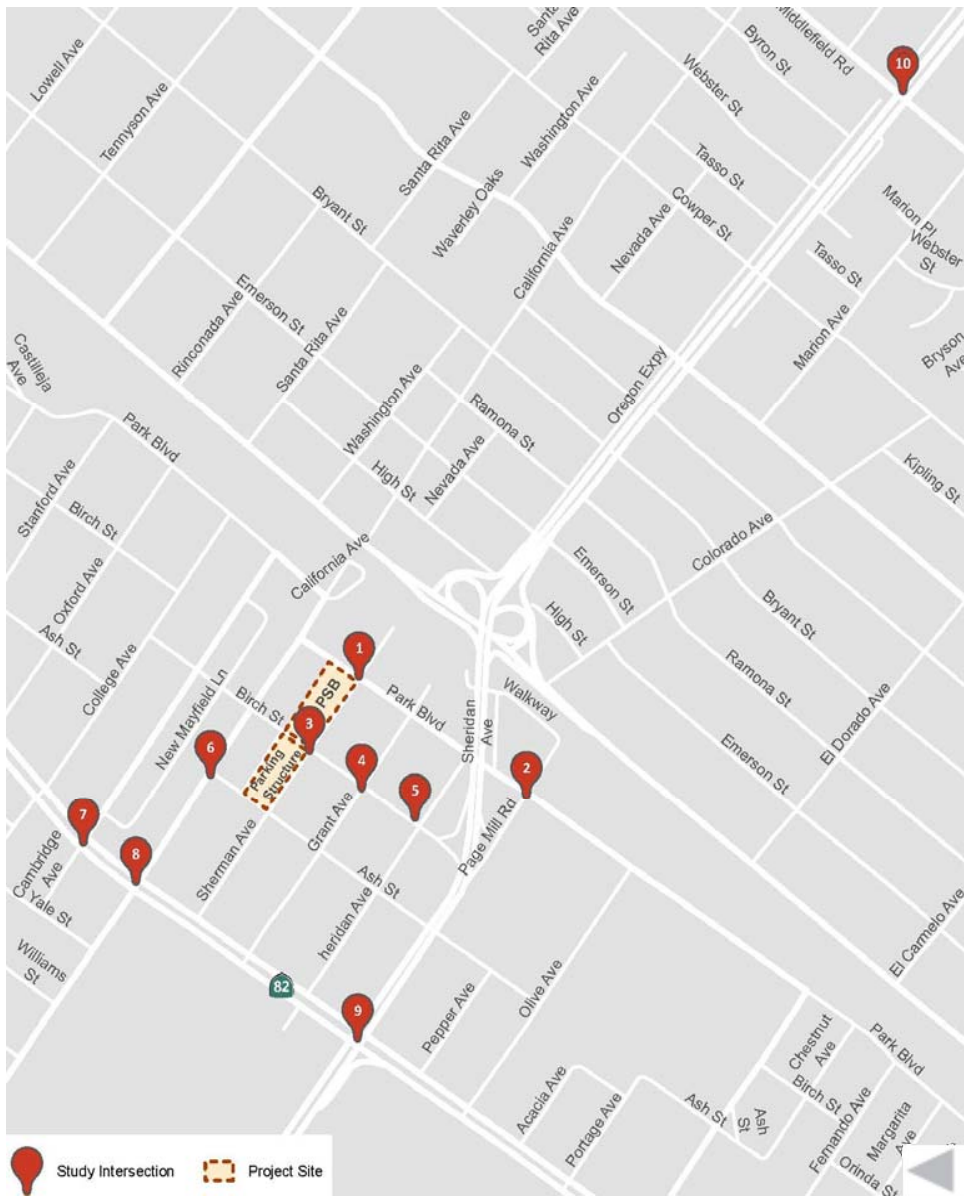 Lowell Ave
Tennyson Ave
Santa Rita Ave
Middlefield Rd
Byron St
Webster St
10
Washington Ave
Santa Rita Ave
Tasso St
Bryant St
Waverley Oaks
Cowper St
Nevada Ave
California Ave
Marion Pl
Webster St
Tasso St
Emerson St
Rinconada Ave
Santa Rita Ave
Marion Ave
Bryson Ave
Castilleja Ave
Oregon Expy
Washington Ave
Ramona St
Park Blvd
High St
Nevada Ave
Kipling St
Stanford Ave
Birch St
Colorado Ave
California Ave
Emerson St
Oxford Ave
High St
Bryant St
Ash St
1
College Ave
PSB
Walkway
Ramona St
New Mayfield Ln
Birch St
Park Blvd
Sheridan Ave
El Dorado Ave
3
6
Parking Structure
4
2
Emerson St
5
7
Grant Ave
Page Mill Rd
8
Cambridge Ave
Sherman Ave
Ash St
Yale St
heridan Ave
El Carmelo Ave
Williams St
82
Olive Ave
9
Pepper Ave
Chestnut Ave
Park Blvd
Birch St
Acacia Ave
Portage Ave
Ash St
Ash St
Fernando Ave
Margarita Ave
Orinda St
Study Intersection
Project Site